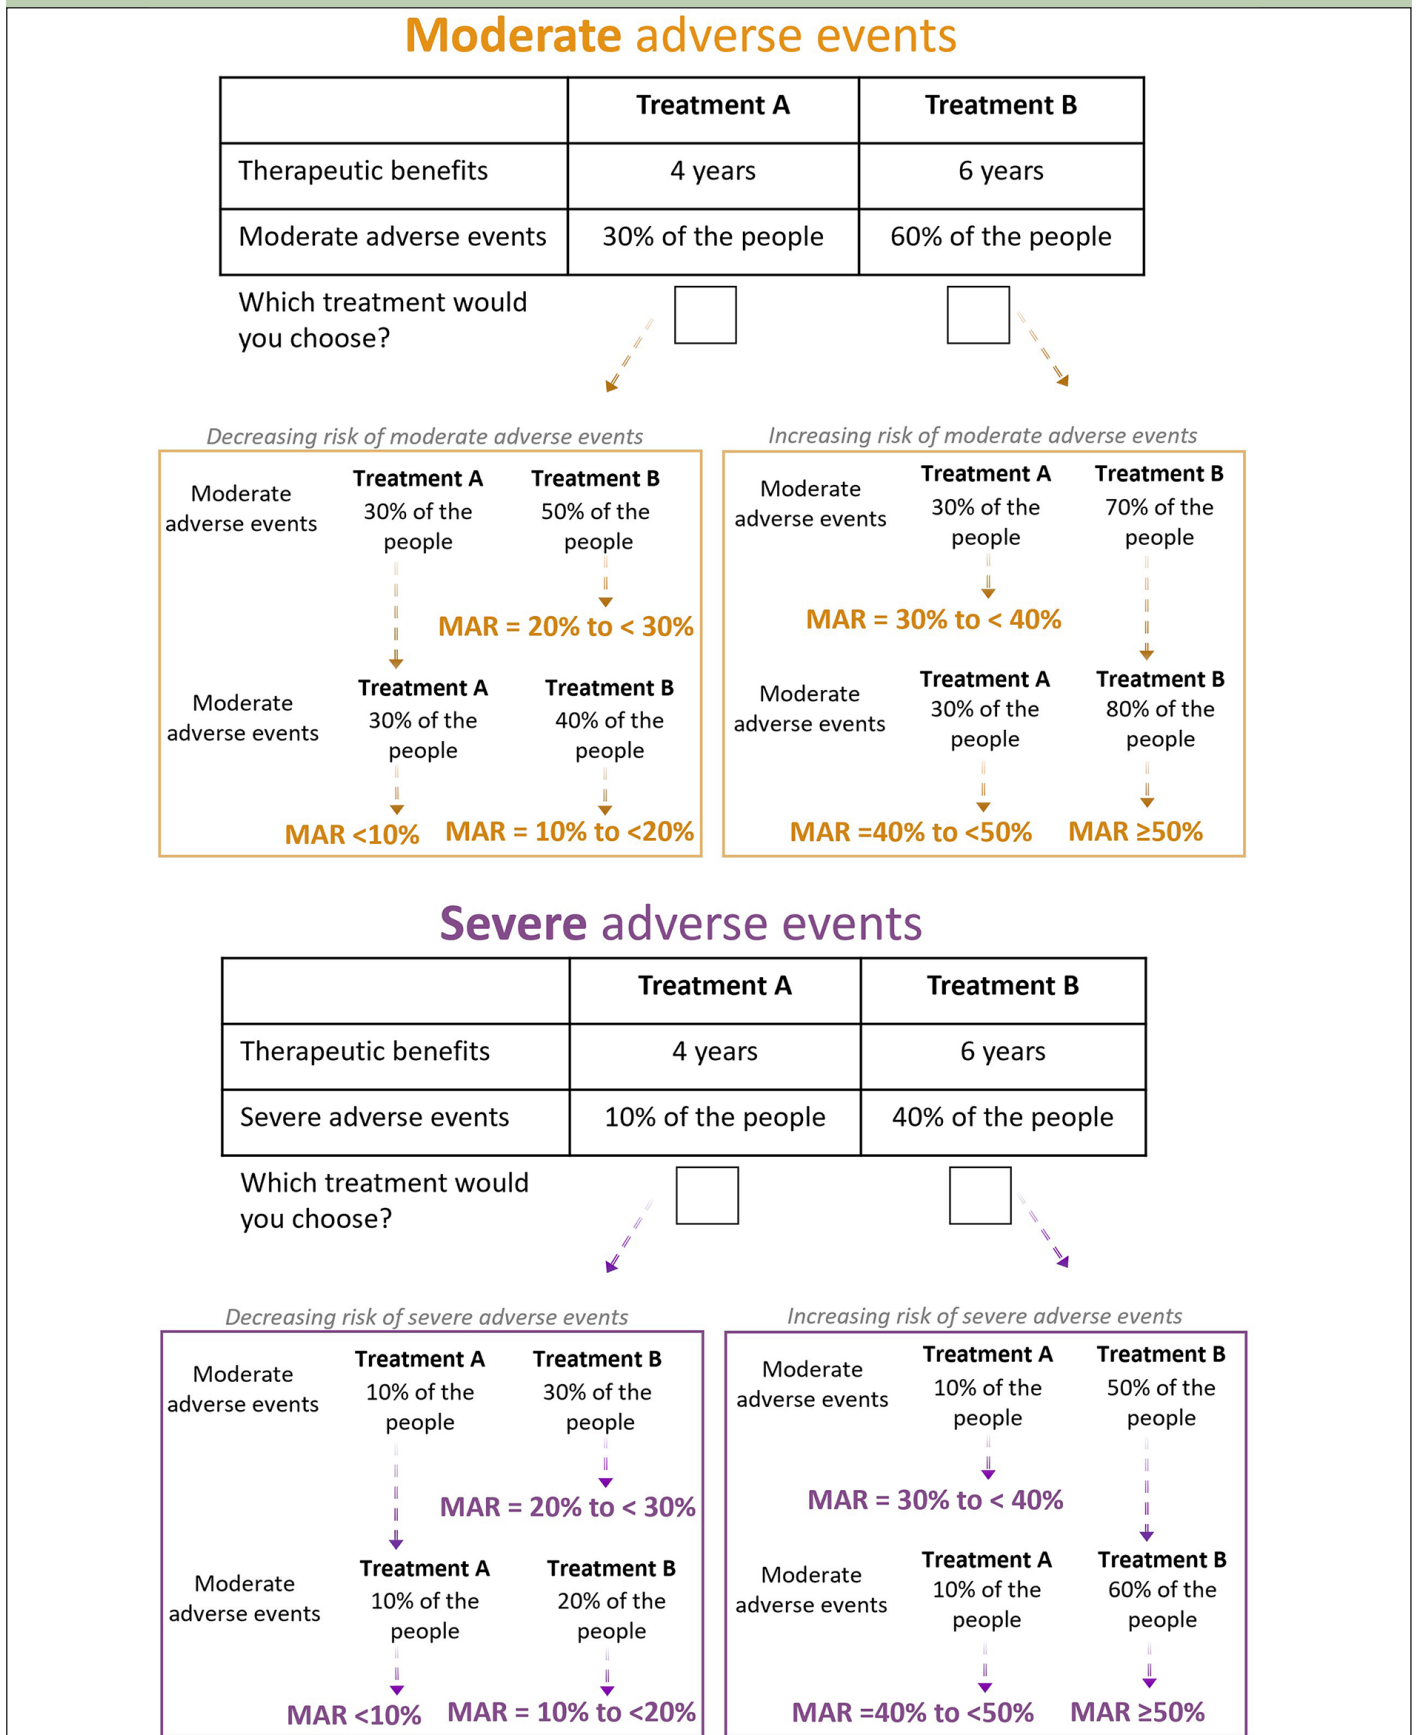 Moderate adverse events
Treatment A Treatment B
Therapeutic benefits 4 years 6 years
Moderate adverse events 30% of the people 60% of the people
Which treatment would
you choose?
Decreasing risk of moderate adverse events
Moderate
adverse events
Treatment A Treatment B
30% of the 50% of the
people people
MAR = 20% to < 30%
Moderate
adverse events
Treatment A Treatment B
30% of the 40% of the
people people
MAR <10% MAR = 10% to <20%
Increasing risk of moderate adverse events
Moderate
adverse events
Treatment A Treatment B
30% of the 70% of the
people people
MAR = 30% to < 40%
Moderate
adverse events
Treatment A Treatment B
30% of the 80% of the
people people
MAR =40% to <50% MAR ≥50%
Severe adverse events
Treatment A Treatment B
Therapeutic benefits 4 years 6 years
Severe adverse events 10% of the people 40% of the people
Which treatment would
you choose?
Decreasing risk of severe adverse events
Moderate
adverse events
Treatment A Treatment B
10% of the 30% of the
people people
MAR = 20% to < 30%
Moderate
adverse events
Treatment A Treatment B
10% of the 20% of the
people people
MAR <10% MAR = 10% to <20%
Increasing risk of severe adverse events
Moderate
adverse events
Treatment A Treatment B
10% of the 50% of the
people people
MAR = 30% to < 40%
Moderate
adverse events
Treatment A Treatment B
10% of the 60% of the
people people
MAR =40% to <50% MAR ≥50%